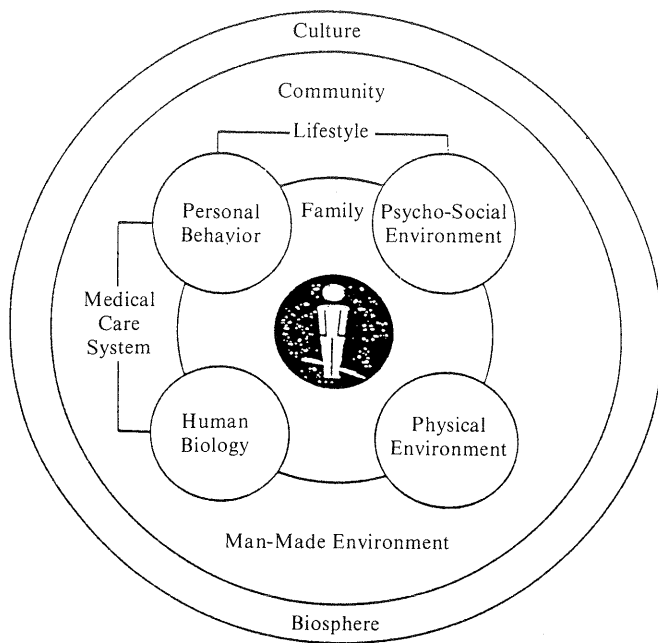 Culture
Community
Lifestyle
Personal
Behavior
Family
Psycho-Social
Environment
Medical
Care
System
Human
Biology
Physical
Environment
Man-Made Environment
Biosphere